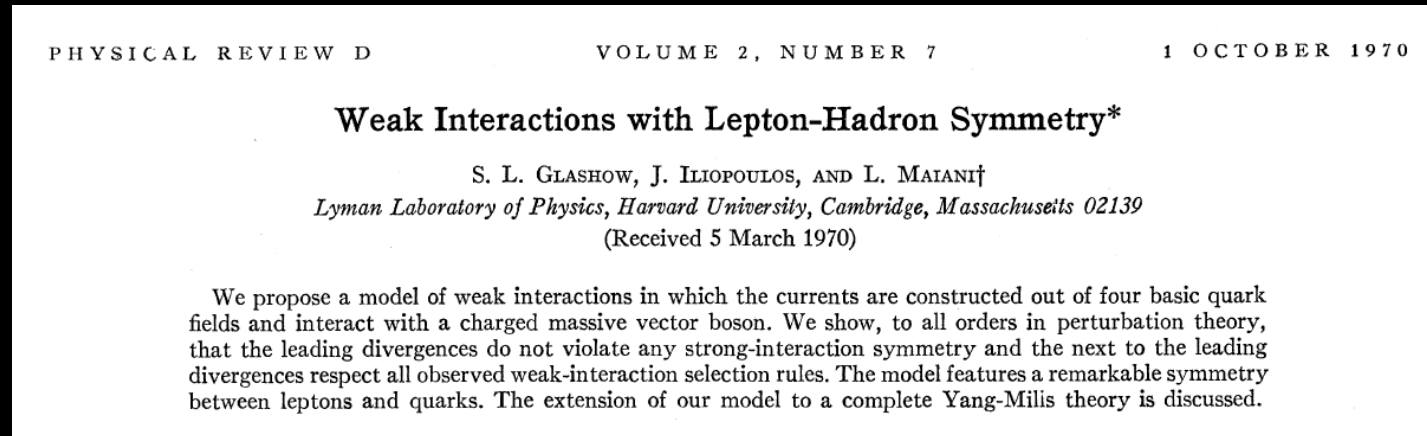 PHYSICAL REVIEW D VOLUME 2, NUMBER 7 1 OCTOBER 1970
Weak Interactions with Lepton-Hadron Symmetry*
S. L. GLASHOW, J. ILIOPOULOS, AND L. MAIANI†
Lyman Laboratory of Physics, Harvard University, Cambridge, Massachusetts 02139
(Received 5 March 1970)
We propose a model of weak interactions in which the currents are constructed out of four basic quark
fields and interact with a charged massive vector boson. We show, to all orders in perturbation theory,
that the leading divergences do not violate any strong-interaction symmetry and the next to the leading
divergences respect all observed weak-interaction selection rules. The model features a remarkable symmetry
between leptons and quarks. The extension of our model to a complete Yang-Milis theory is discussed.